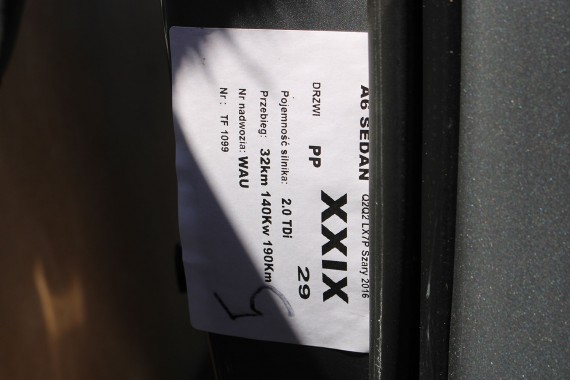 A6 SEDAN Q2Q2 LX7P Szary 2016
XXIX
DRZWI PP 29
Pojemność silnika: 2.0 TDi
Przebieg: 32km 140Kw 190Km
Nr nadwozia: WAU
Nr : TF 1099
5